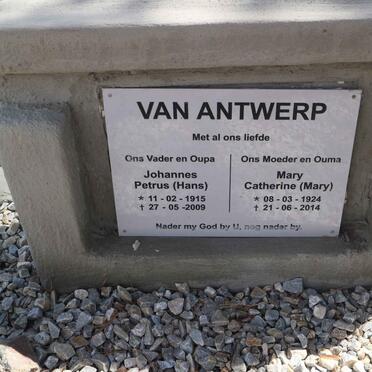 VAN ANTWERP
Met al ons liefde
Ons Vader en Oupa
Johannes
Petrus (Hans)
* 11 - 02 - 1915
† 27 - 05 - 2009
Ons Moeder en Ouma
Mary
Catherine (Mary)
* 08 - 03 - 1924
† 21 - 06 - 2014
Nader my God by U, nog nader by.